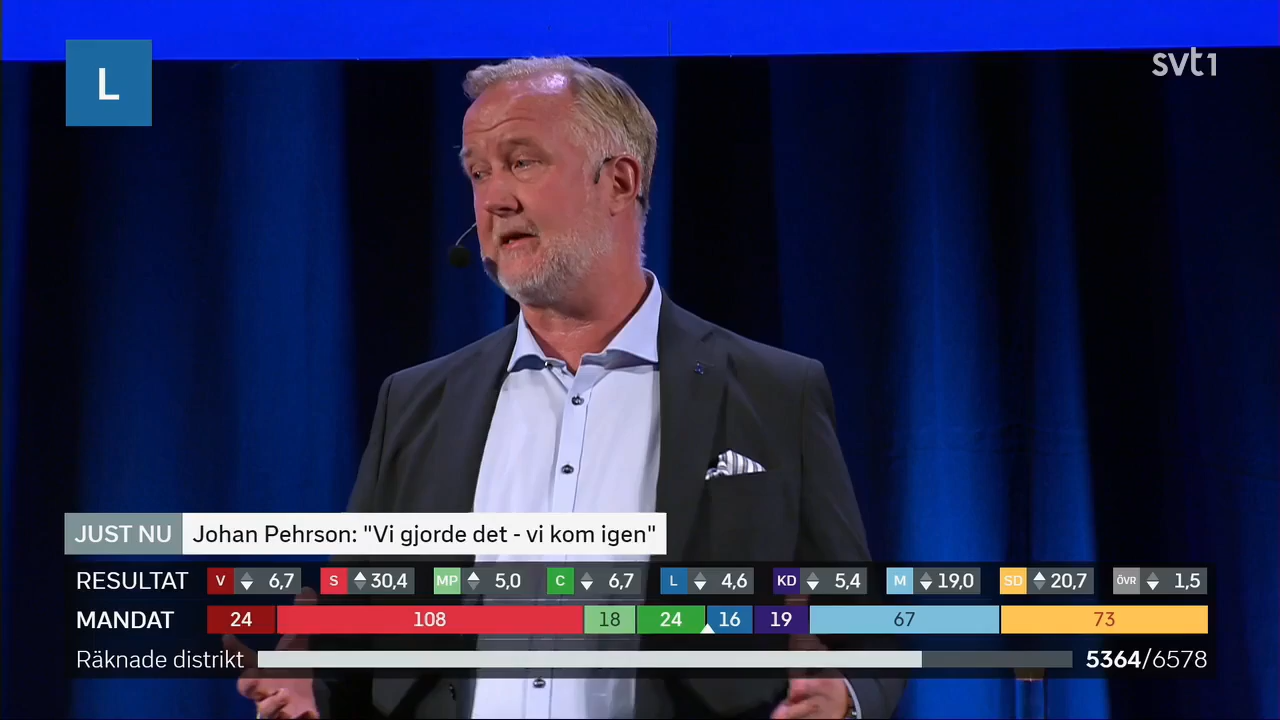 L
svt1
JUST NU Johan Pehrson: "Vi gjorde det - vi kom igen"
RESULTAT V 6,7 S 30,4 MP 5,0 C 6,7 L 4,6 KD 5,4 M 19,0 SD 20,7 ÖVR 1,5
MANDAT 24 108 18 24 16 19 67 73
Räknade distrikt 5364/6578